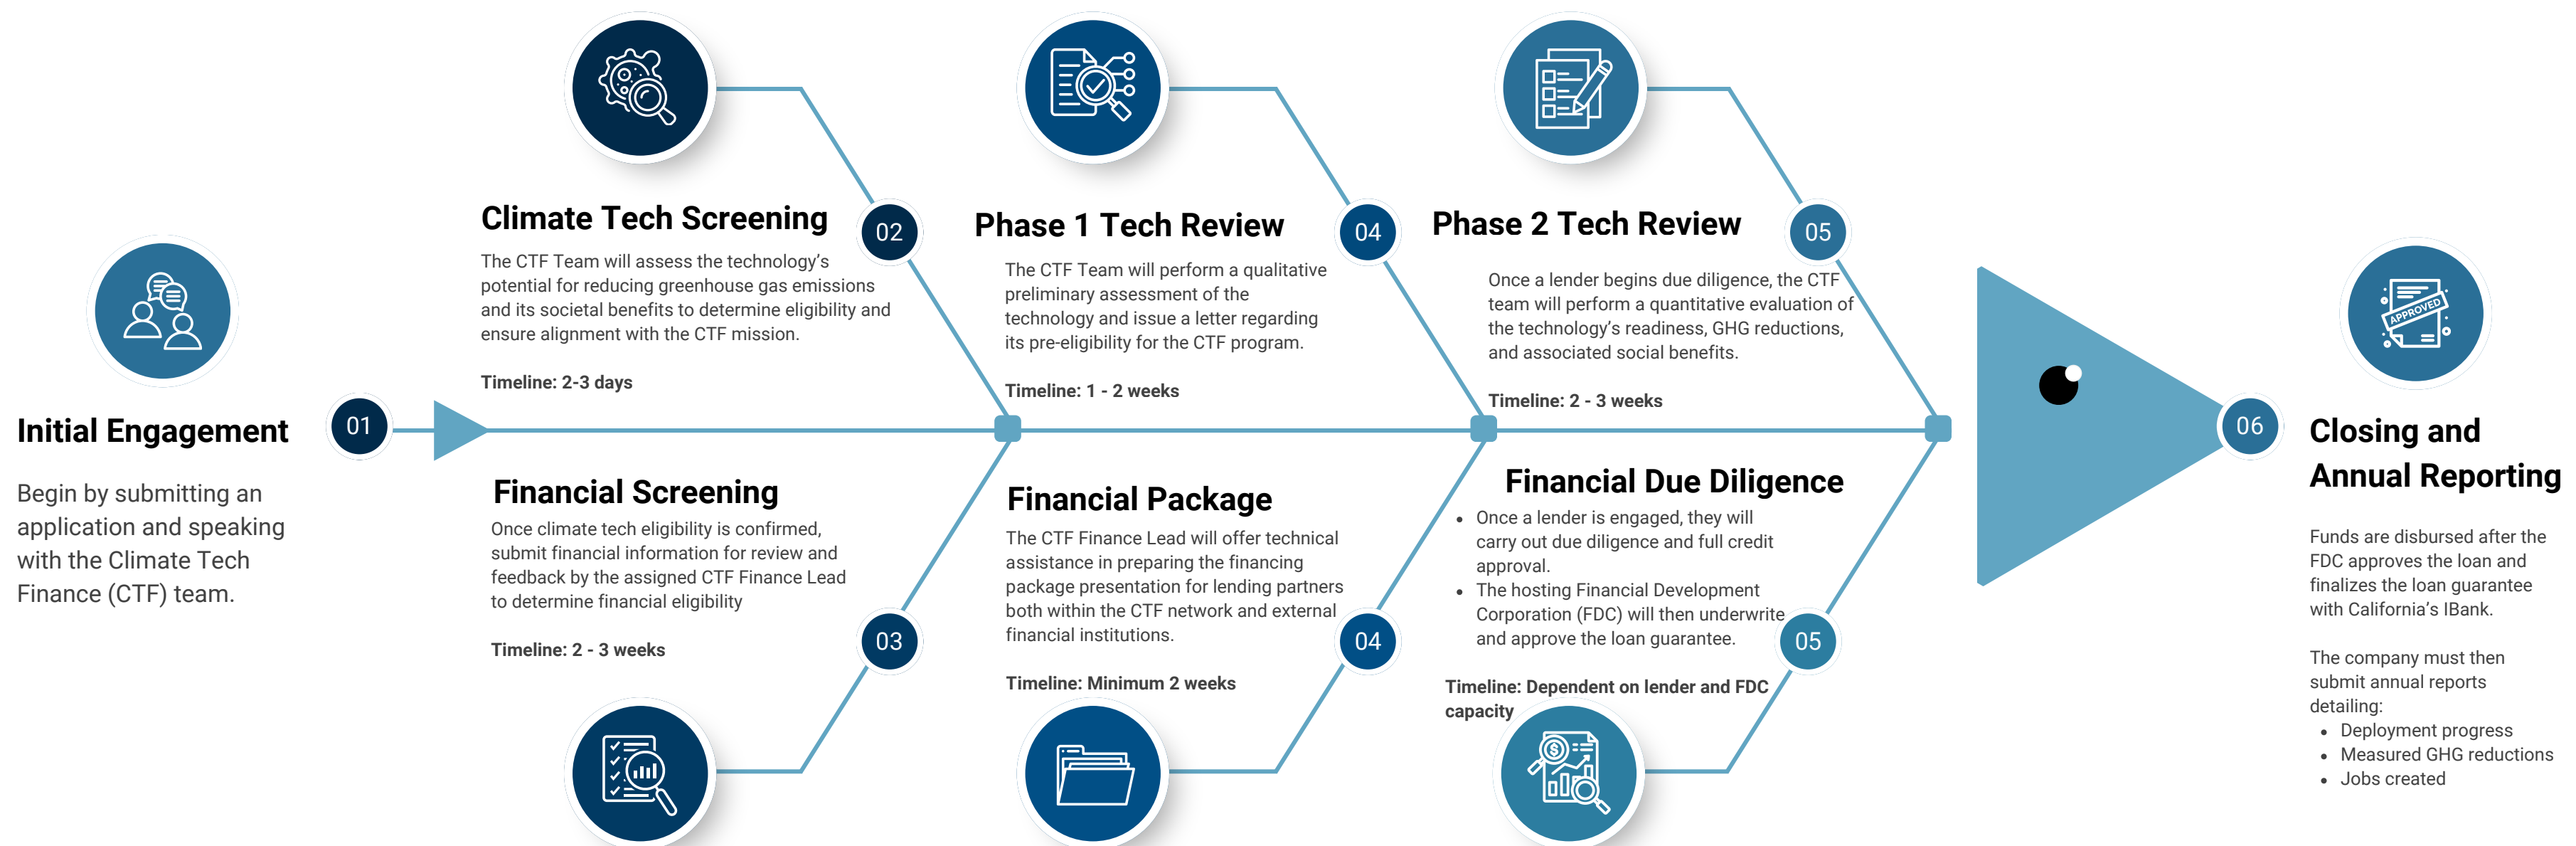 Initial Engagement
Begin by submitting an
application and speaking
with the Climate Tech
Finance (CTF) team.
01
Climate Tech Screening
02
The CTF Team will assess the technology’s
potential for reducing greenhouse gas emissions
and its societal benefits to determine eligibility and
ensure alignment with the CTF mission.
Timeline: 2-3 days
Financial Screening
Once climate tech eligibility is confirmed,
submit financial information for review and
feedback by the assigned CTF Finance Lead
to determine financial eligibility
03
Timeline: 2 - 3 weeks
Phase 1 Tech Review
04
The CTF Team will perform a qualitative
preliminary assessment of the
technology and issue a letter regarding
its pre-eligibility for the CTF program.
Timeline: 1 - 2 weeks
Financial Package
The CTF Finance Lead will offer technical
assistance in preparing the financing
package presentation for lending partners
both within the CTF network and external
financial institutions.
04
Timeline: Minimum 2 weeks
Phase 2 Tech Review
05
Once a lender begins due diligence, the CTF
team will perform a quantitative evaluation of
the technology’s readiness, GHG reductions,
and associated social benefits.
Timeline: 2 - 3 weeks
Financial Due Diligence
• Once a lender is engaged, they will
carry out due diligence and full credit
approval.
• The hosting Financial Development
Corporation (FDC) will then underwrite
and approve the loan guarantee.
05
Timeline: Dependent on lender and FDC
capacity
$
06
APPROVED
Closing and
Annual Reporting
Funds are disbursed after the
FDC approves the loan and
finalizes the loan guarantee
with California’s IBank.
The company must then
submit annual reports
detailing:
• Deployment progress
• Measured GHG reductions
• Jobs created